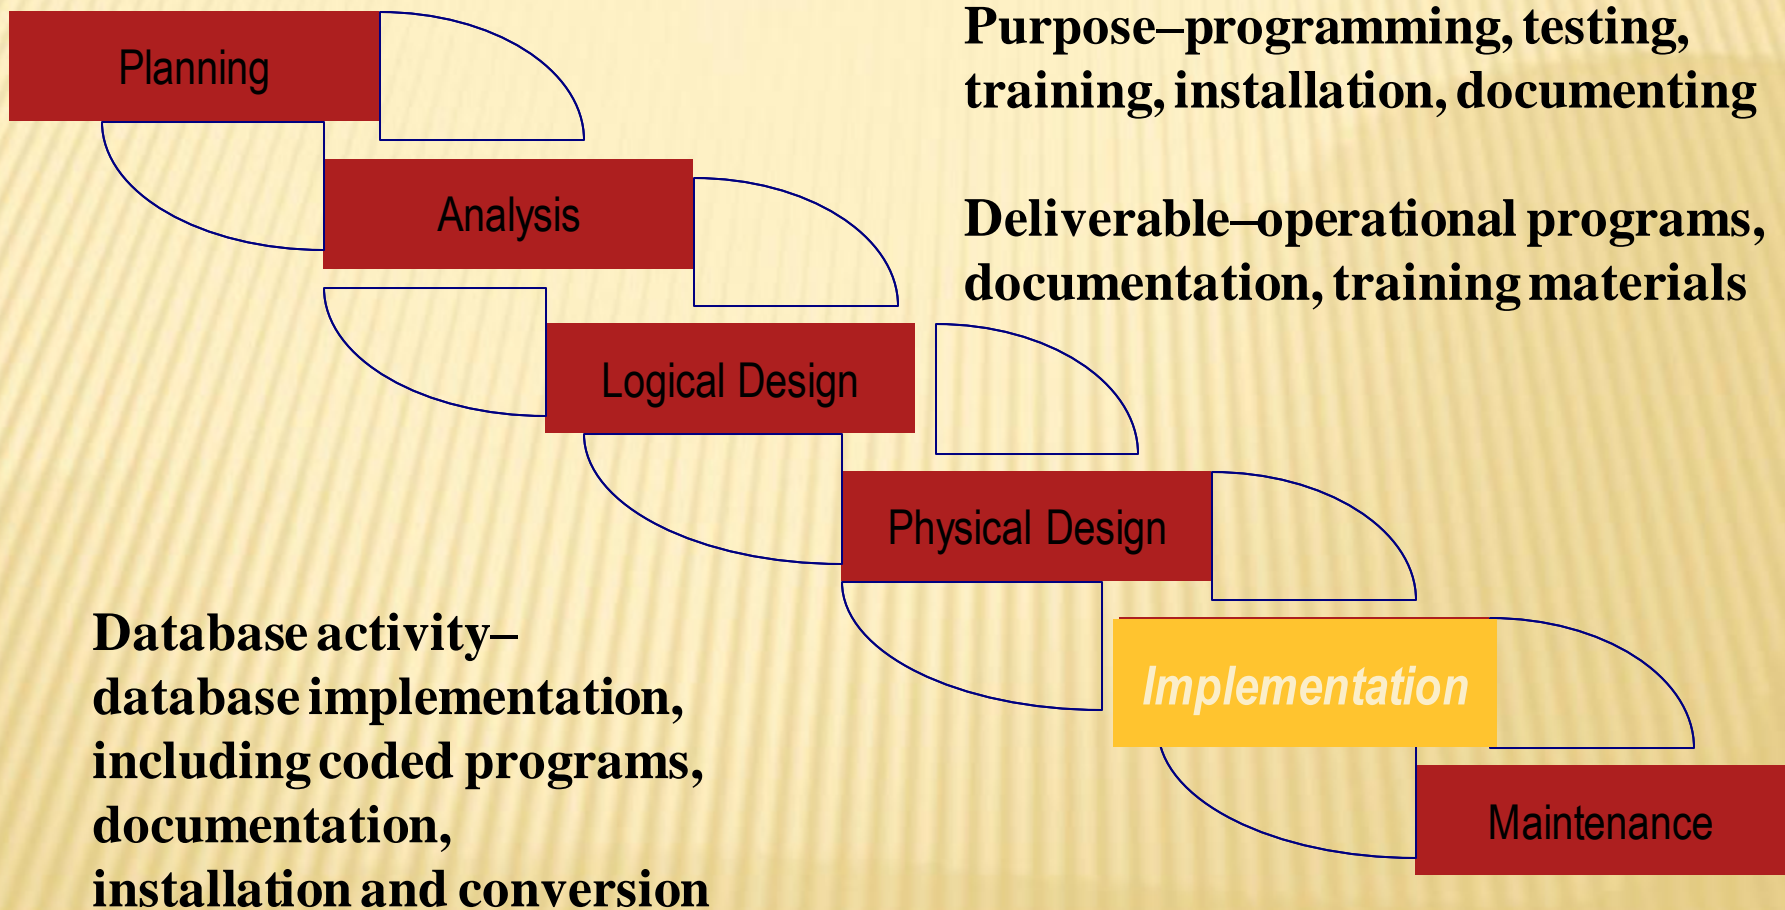 Planning
Purpose–programming, testing,
training, installation, documenting
Analysis
Deliverable–operational programs,
documentation, training materials
Logical Design
Physical Design
Database activity–
database implementation,
including coded programs,
documentation,
installation and conversion
Implementation
Maintenance